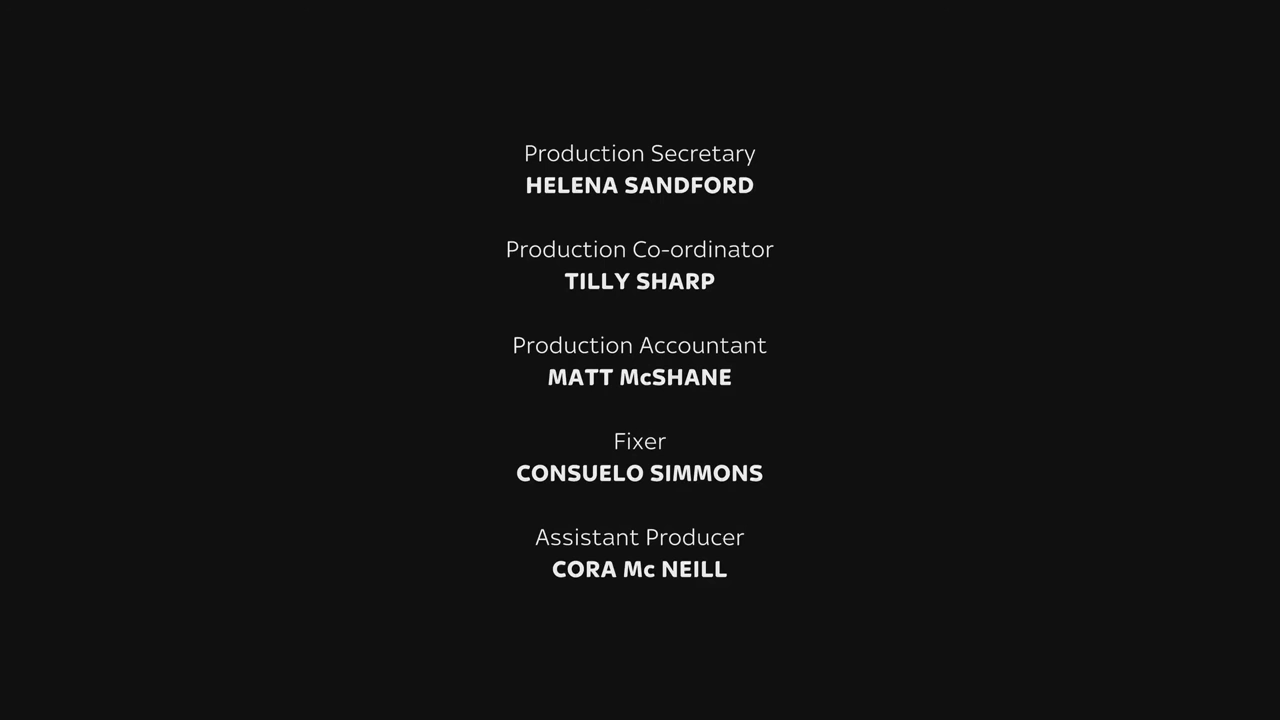 Production Secretary
HELENA SANDFORD
Production Co-ordinator
TILLY SHARP
Production Accountant
MATT McSHANE
Fixer
CONSUELO SIMMONS
Assistant Producer
CORA Mc NEILL